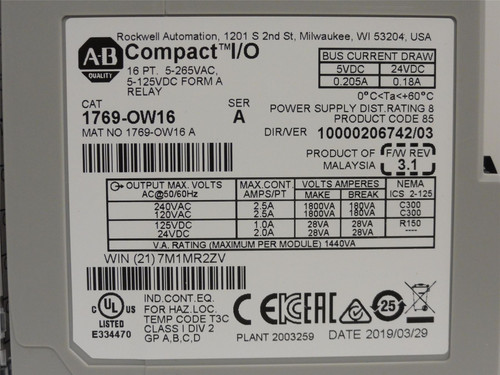 Rockwell Automation, 1201 S 2nd St, Milwaukee, WI 53204, USA
A-B QUALITY
Compact™I/O
16 PT. 5-265VAC,
5-125VDC FORM A
RELAY
BUS CURRENT DRAW
5VDC 24VDC
0.205A 0.18A
0°C<Ta<+60°C
POWER SUPPLY DIST.RATING 8
PRODUCT CODE 85
CAT SER
1769-OW16 A
MAT NO 1769-OW16 A
DIR/VER 10000206742/03
PRODUCT OF
MALAYSIA
F/W REV
3.1
OUTPUT MAX. VOLTS
AC@50/60Hz
MAX.CONT.
AMPS/PT
VOLTS AMPERES
MAKE BREAK
NEMA
ICS 2-125
240VAC 2.5A 1800VA 180VA C300
120VAC 2.5A 1800VA 180VA C300
125VDC 1.0A 28VA 28VA R150
24VDC 2.0A 28VA 28VA ----
V.A. RATING (MAXIMUM PER MODULE) 1440VA
WIN (21) 7M1MR2ZV
c UL us
LISTED
E334470
IND.CONT.EQ.
FOR HAZ.LOC.
TEMP CODE T3C
CLASS I DIV 2
GP A,B,C,D
CE EAC 25
PLANT 2003259
DATE 2019/03/29